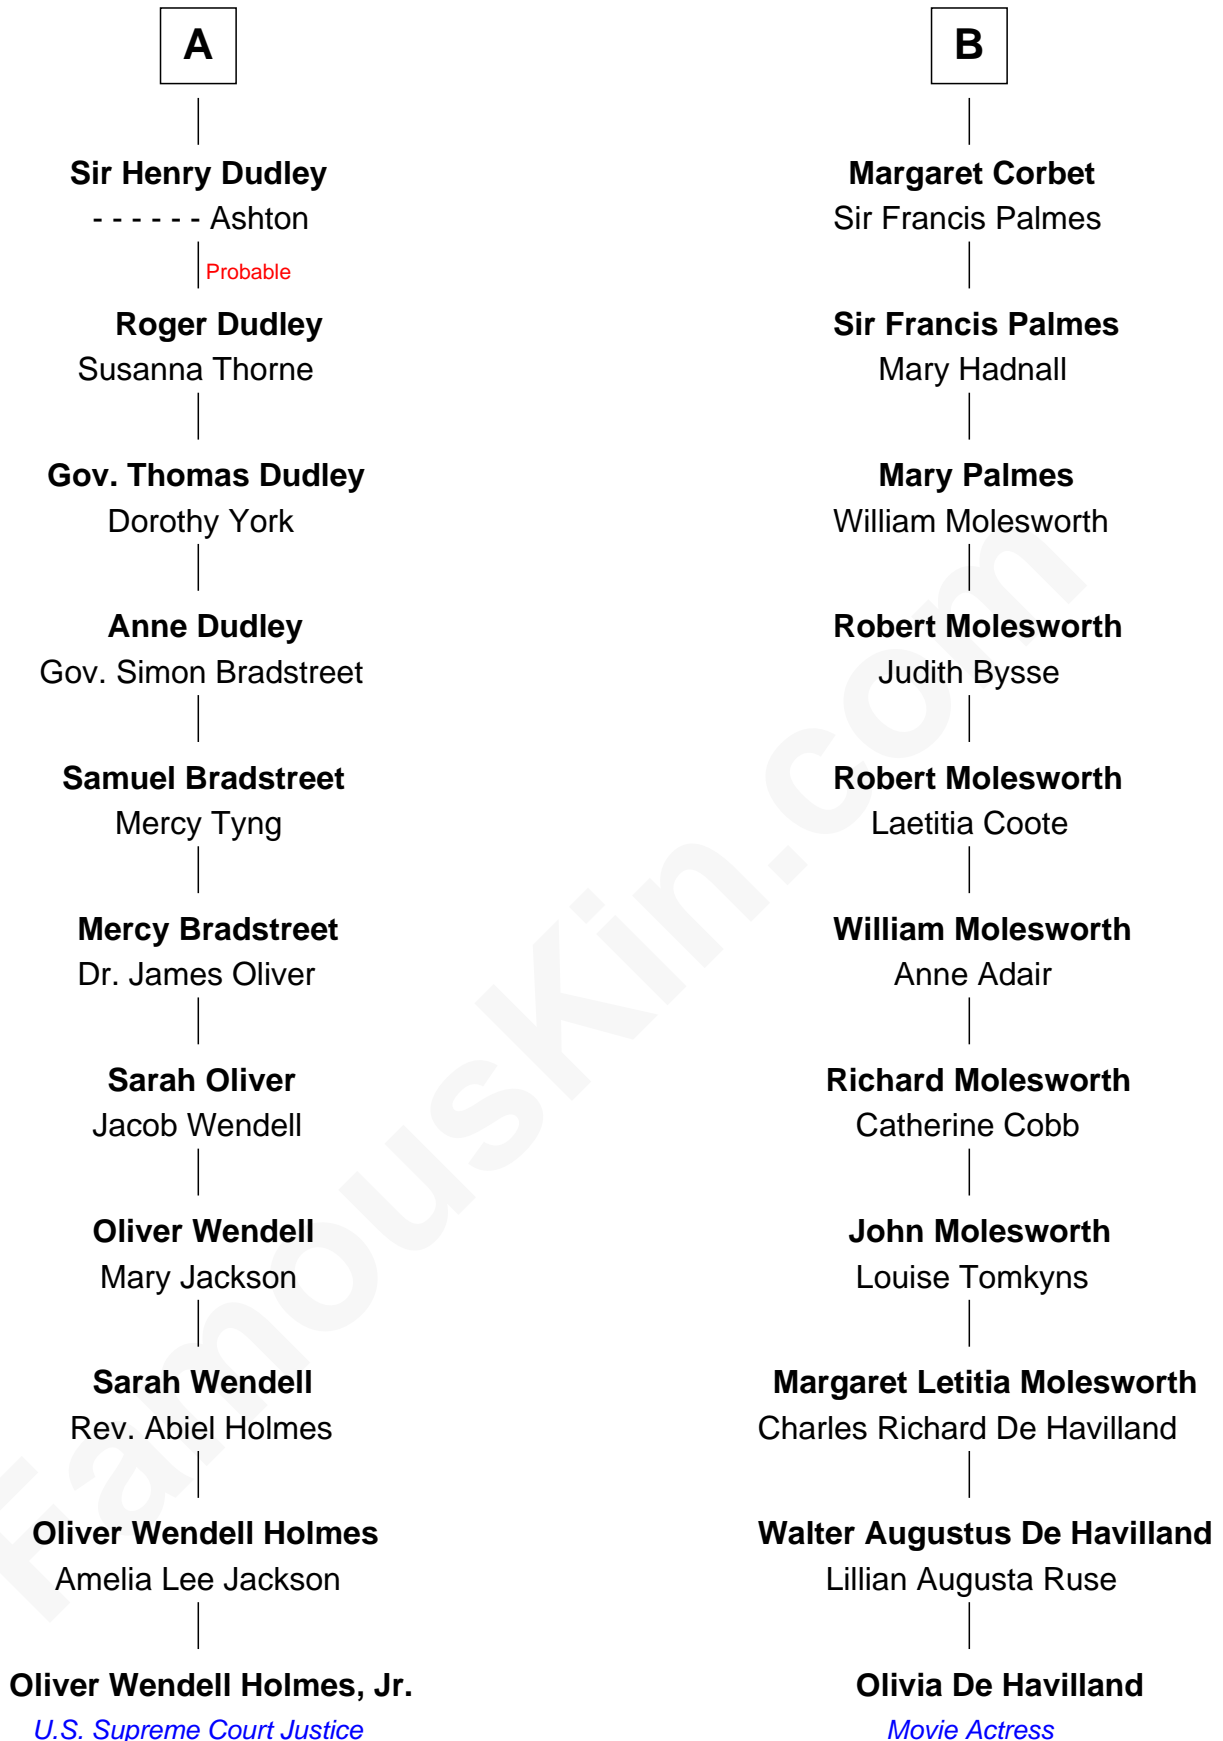 A
Sir Henry Dudley
- - - - - - Ashton
Probable
Roger Dudley
Susanna Thorne
Gov. Thomas Dudley
Dorothy York
Anne Dudley
Gov. Simon Bradstreet
Samuel Bradstreet
Mercy Tyng
Mercy Bradstreet
Dr. James Oliver
Sarah Oliver
Jacob Wendell
Oliver Wendell
Mary Jackson
Sarah Wendell
Rev. Abiel Holmes
Oliver Wendell Holmes
Amelia Lee Jackson
Oliver Wendell Holmes, Jr.
U.S. Supreme Court Justice
B
Margaret Corbet
Sir Francis Palmes
Sir Francis Palmes
Mary Hadnall
Mary Palmes
William Molesworth
Robert Molesworth
Judith Bysse
Robert Molesworth
Laetitia Coote
William Molesworth
Anne Adair
Richard Molesworth
Catherine Cobb
John Molesworth
Louise Tomkyns
Margaret Letitia Molesworth
Charles Richard De Havilland
Walter Augustus De Havilland
Lillian Augusta Ruse
Olivia De Havilland
Movie Actress
FamousKin.com